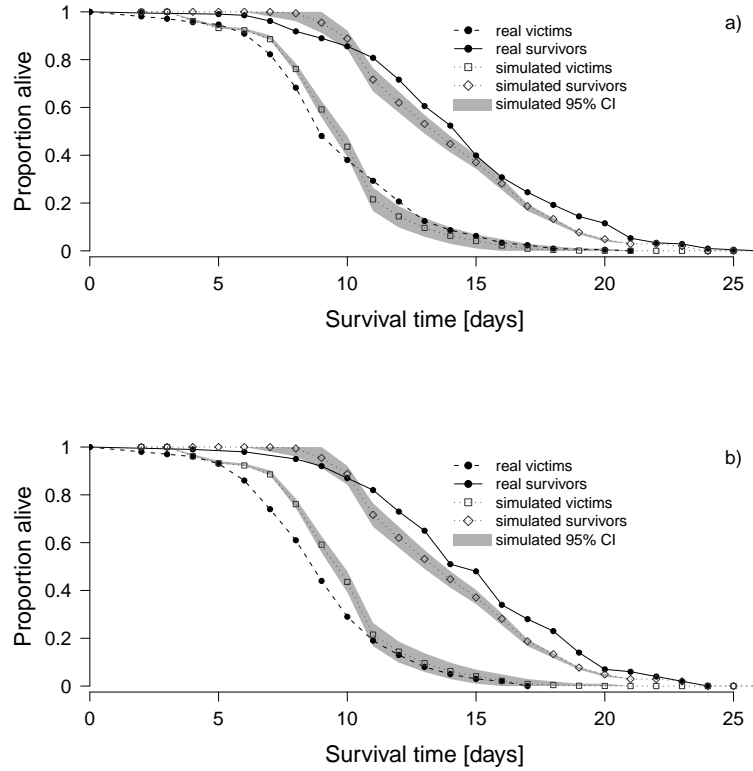 a)
real victims
real survivors
simulated victims
simulated survivors
simulated 95% CI
Proportion alive
1
0.8
0.6
0.4
0.2
0
0 5 10 15 20 25
Survival time [days]
b)
real victims
real survivors
simulated victims
simulated survivors
simulated 95% CI
Proportion alive
1
0.8
0.6
0.4
0.2
0
0 5 10 15 20 25
Survival time [days]